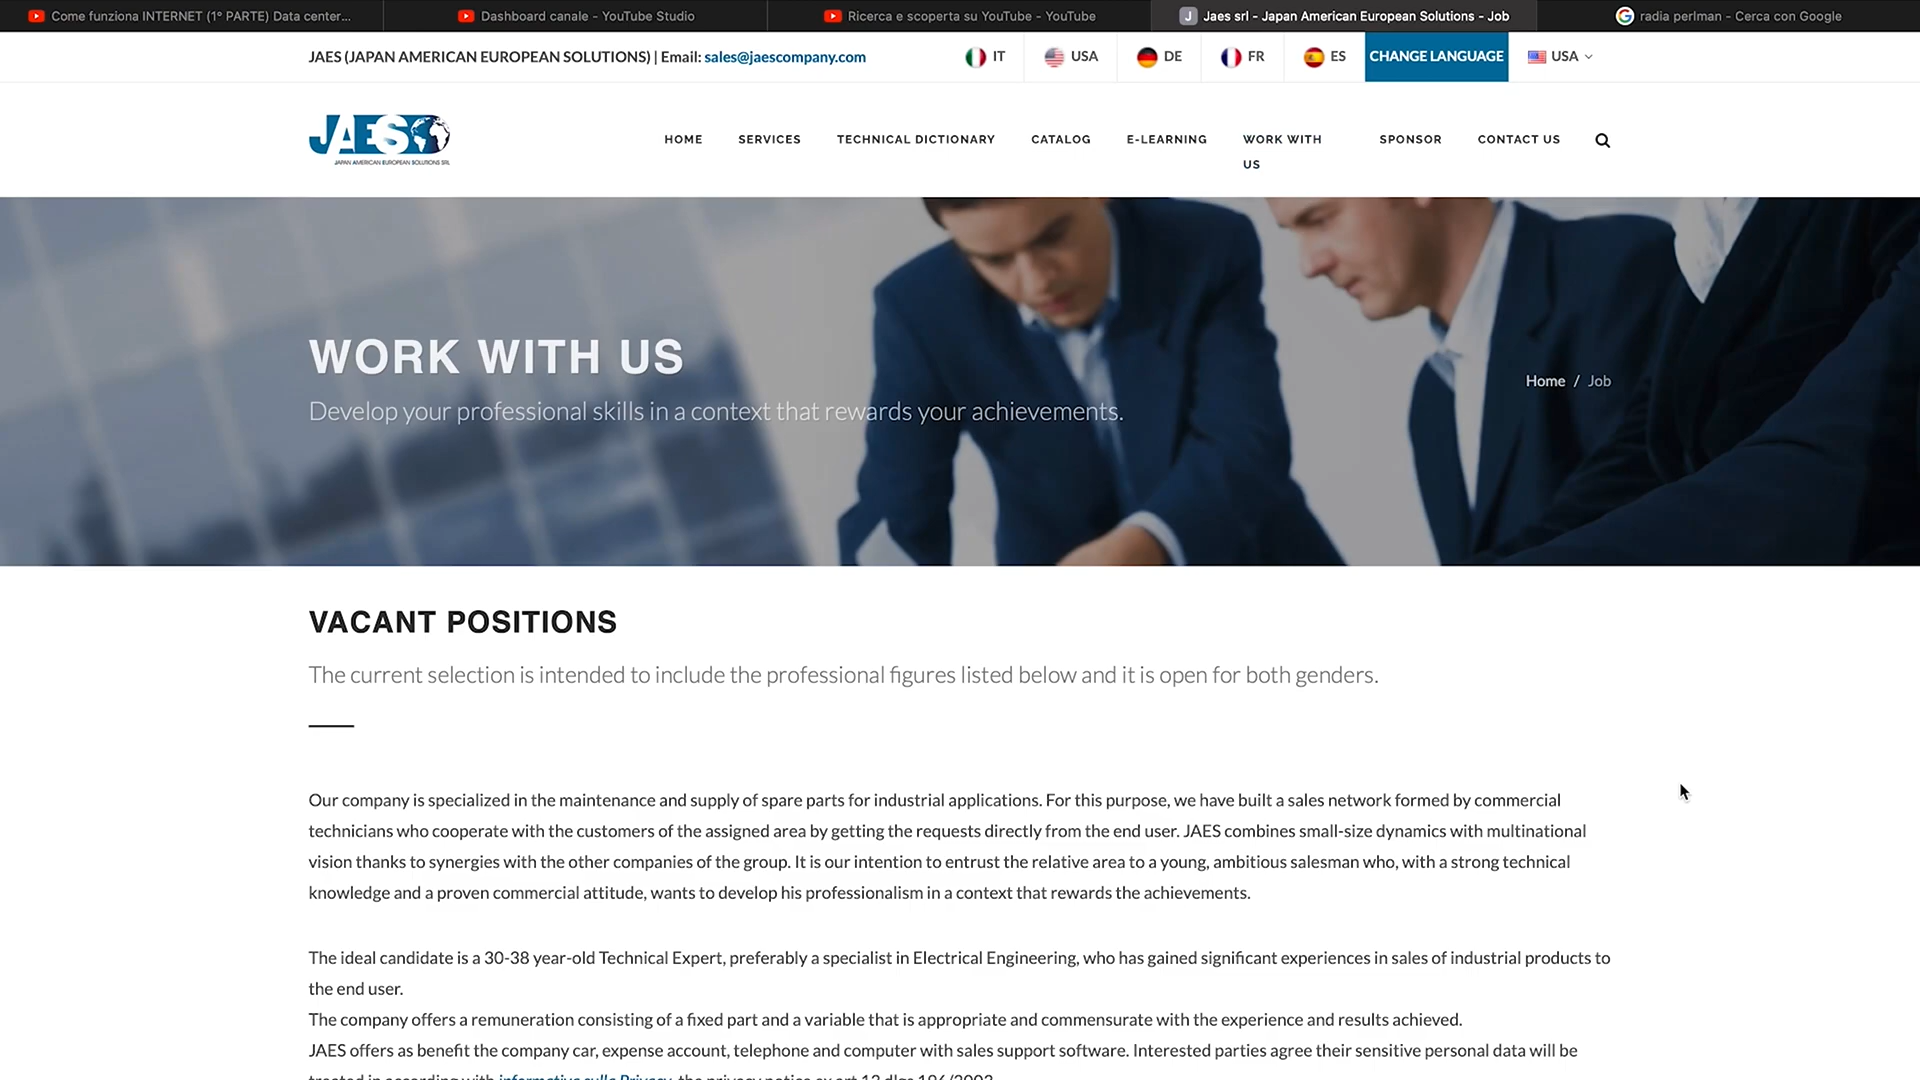 Come funziona INTERNET (1° PARTE) Data center...
Dashboard canale - YouTube Studio
Ricerca e scoperta su YouTube - YouTube
J Jaes srl - Japan American European Solutions - Job
radia perlman - Cerca con Google
JAES (JAPAN AMERICAN EUROPEAN SOLUTIONS) | Email: sales@jaescompany.com
IT
USA
DE
FR
ES
CHANGE LANGUAGE
USA
JAES
JAPAN AMERICAN EUROPEAN SOLUTIONS SRL
HOME
SERVICES
TECHNICAL DICTIONARY
CATALOG
E-LEARNING
WORK WITH
US
SPONSOR
CONTACT US
WORK WITH US
Develop your professional skills in a context that rewards your achievements.
Home / Job
VACANT POSITIONS
The current selection is intended to include the professional figures listed below and it is open for both genders.
Our company is specialized in the maintenance and supply of spare parts for industrial applications. For this purpose, we have built a sales network formed by commercial
technicians who cooperate with the customers of the assigned area by getting the requests directly from the end user. JAES combines small-size dynamics with multinational
vision thanks to synergies with the other companies of the group. It is our intention to entrust the relative area to a young, ambitious salesman who, with a strong technical
knowledge and a proven commercial attitude, wants to develop his professionalism in a context that rewards the achievements.
The ideal candidate is a 30-38 year-old Technical Expert, preferably a specialist in Electrical Engineering, who has gained significant experiences in sales of industrial products to
the end user.
The company offers a remuneration consisting of a fixed part and a variable that is appropriate and commensurate with the experience and results achieved.
JAES offers as benefit the company car, expense account, telephone and computer with sales support software. Interested parties agree their sensitive personal data will be
treated in according with informativa sulla Privacy, the privacy notice ex art 13 dlgs 196/2003